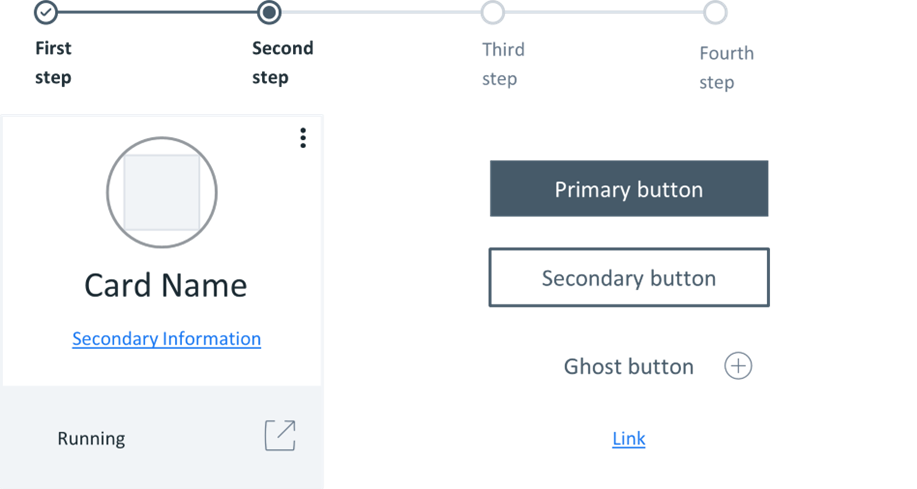 First
step
Second
step
Third
step
Fourth
step
Card Name
Secondary Information
Running
Primary button
Secondary button
Ghost button
Link